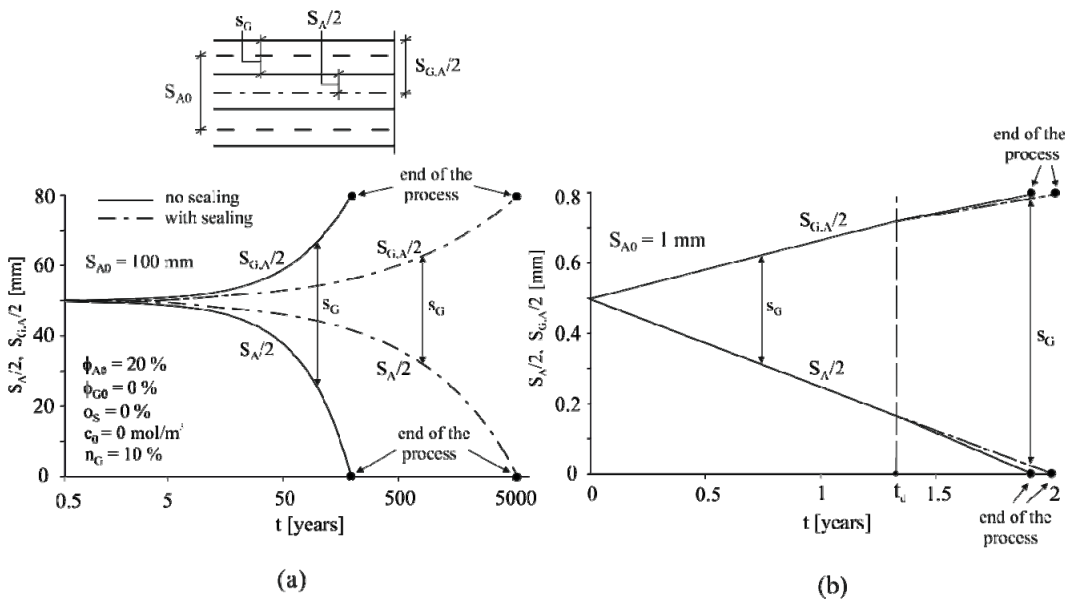 s_G
S_A/2
S_G.A/2
S_A0
80
60
40
20
0
S_A/2, S_G.A/2 [mm]
no sealing
with sealing
S_A0 = 100 mm
end of the
process
S_G.A/2
S_G.A/2
s_G
s_G
S_A/2
S_A/2
ϕ_A0 = 20 %
ϕ_G0 = 0 %
o_S = 0 %
c_0 = 0 mol/m³
n_G = 10 %
end of the
process
0.5
5
50
500
5000
t [years]
(a)
end of the
process
0.8
0.6
0.4
0.2
0
S_A/2, S_G.A/2 [mm]
S_A0 = 1 mm
S_G.A/2
s_G
s_G
S_A/2
0
0.5
1
1.5
2
t [years]
end of the
process
(b)